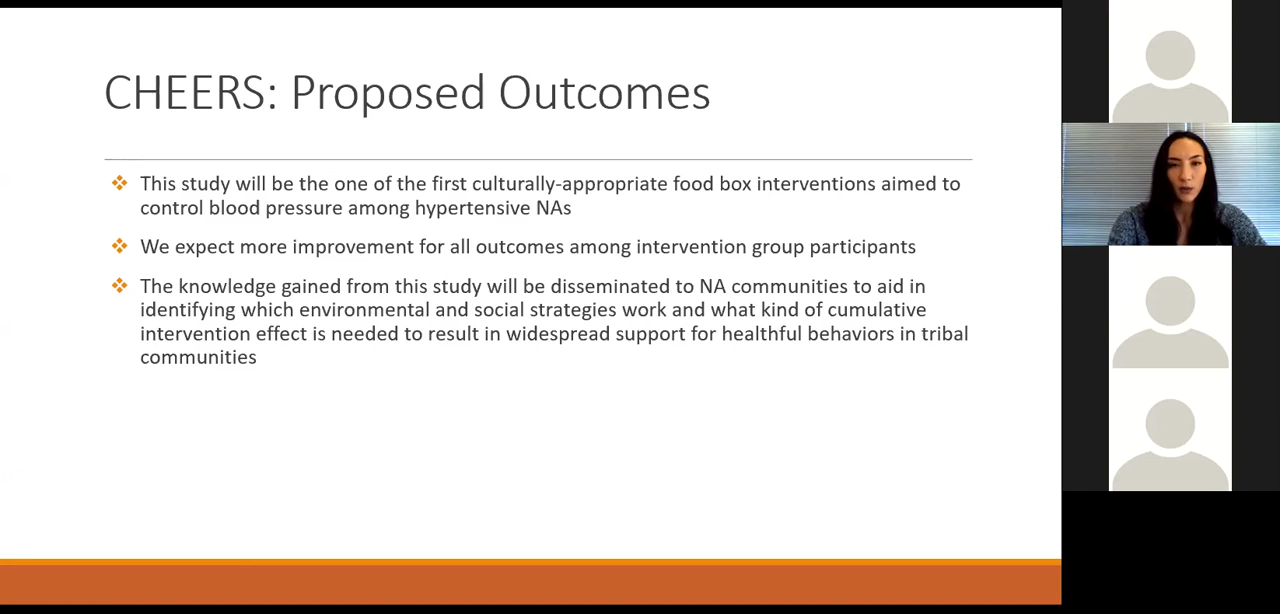 CHEERS: Proposed Outcomes
This study will be the one of the first culturally-appropriate food box interventions aimed to
control blood pressure among hypertensive NAs
We expect more improvement for all outcomes among intervention group participants
The knowledge gained from this study will be disseminated to NA communities to aid in
identifying which environmental and social strategies work and what kind of cumulative
intervention effect is needed to result in widespread support for healthful behaviors in tribal
communities